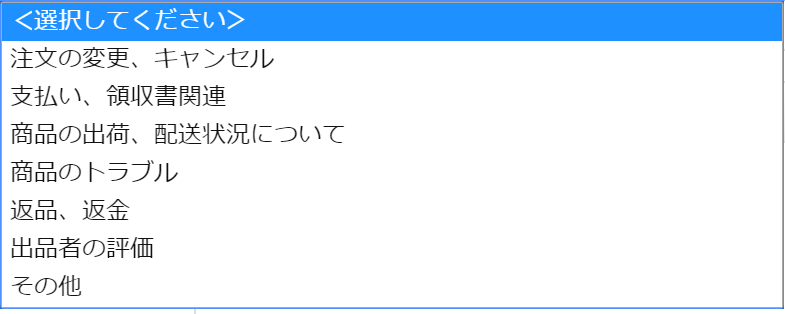 ＜選択してください＞
注文の変更、キャンセル
支払い、領収書関連
商品の出荷、配送状況について
商品のトラブル
返品、返金
出品者の評価
その他